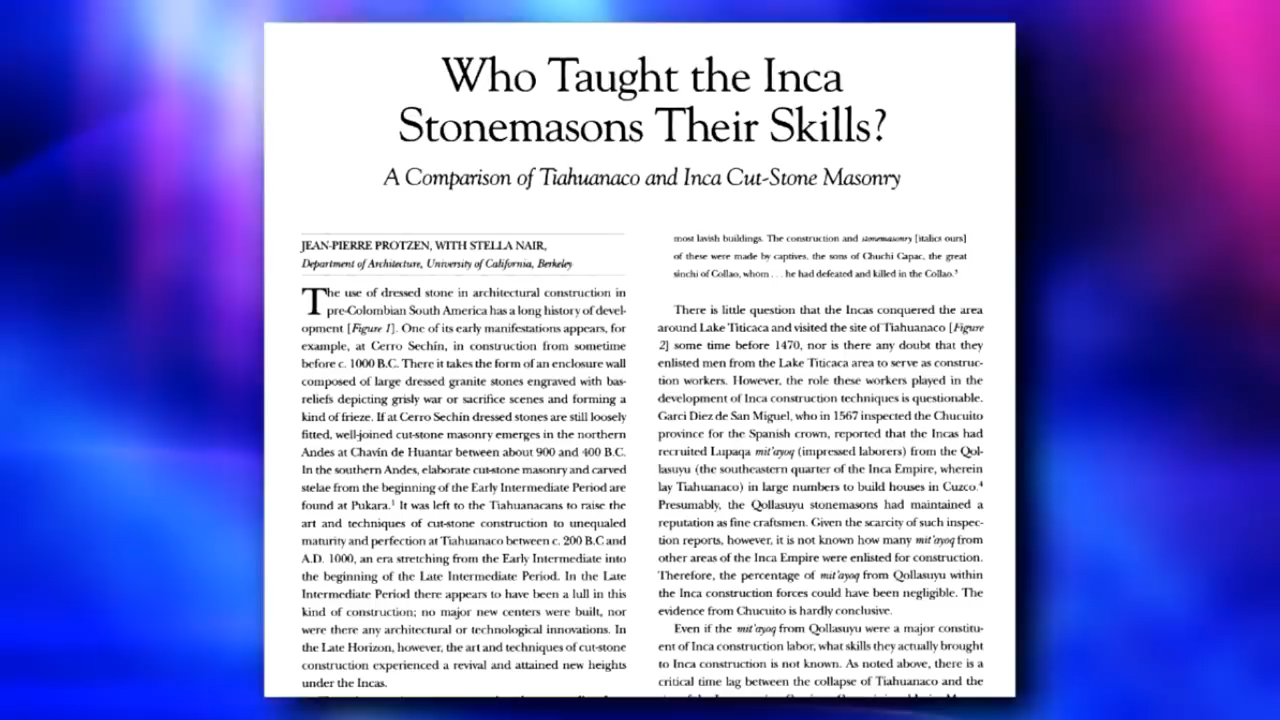 Who Taught the Inca
Stonemasons Their Skills?
A Comparison of Tiahuanaco and Inca Cut-Stone Masonry
JEAN-PIERRE PROTZEN, WITH STELLA NAIR,
Department of Architecture, University of California, Berkeley
The use of dressed stone in architectural construction in
pre-Colombian South America has a long history of devel-
opment [Figure 1]. One of its early manifestations appears, for
example, at Cerro Sechín, in construction from sometime
before c. 1000 B.C. There it takes the form of an enclosure wall
composed of large dressed granite stones engraved with bas-
reliefs depicting grisly war or sacrifice scenes and forming a
kind of frieze. If at Cerro Sechín dressed stones are still loosely
fitted, well-joined cut-stone masonry emerges in the northern
Andes at Chavín de Huantar between about 900 and 400 B.C.
In the southern Andes, elaborate cut-stone masonry and carved
stelae from the beginning of the Early Intermediate Period are
found at Pukara.¹ It was left to the Tiahuanacans to raise the
art and techniques of cut-stone construction to unequaled
maturity and perfection at Tiahuanaco between c. 200 B.C and
A.D. 1000, an era stretching from the Early Intermediate into
the beginning of the Late Intermediate Period. In the Late
Intermediate Period there appears to have been a lull in this
kind of construction; no major new centers were built, nor
were there any architectural or technological innovations. In
the Late Horizon, however, the art and techniques of cut-stone
construction experienced a revival and attained new heights
under the Incas.
most lavish buildings. The construction and stonemasonry [italics ours]
of these were made by captives, the sons of Chuchi Capac, the great
sinchi of Collao, whom . . . he had defeated and killed in the Collao.³
There is little question that the Incas conquered the area
around Lake Titicaca and visited the site of Tiahuanaco [Figure
2] some time before 1470, nor is there any doubt that they
enlisted men from the Lake Titicaca area to serve as construc-
tion workers. However, the role these workers played in the
development of Inca construction techniques is questionable.
Garci Diez de San Miguel, who in 1567 inspected the Chucuito
province for the Spanish crown, reported that the Incas had
recruited Lupaqa mit'ayoq (impressed laborers) from the Qol-
lasuyu (the southeastern quarter of the Inca Empire, wherein
lay Tiahuanaco) in large numbers to build houses in Cuzco.⁴
Presumably, the Qollasuyu stonemasons had maintained a
reputation as fine craftsmen. Given the scarcity of such inspec-
tion reports, however, it is not known how many mit'ayoq from
other areas of the Inca Empire were enlisted for construction.
Therefore, the percentage of mit'ayoq from Qollasuyu within
the Inca construction forces could have been negligible. The
evidence from Chucuito is hardly conclusive.
Even if the mit'ayoq from Qollasuyu were a major constitu-
ent of Inca construction labor, what skills they actually brought
to Inca construction is not known. As noted above, there is a
critical time lag between the collapse of Tiahuanaco and the